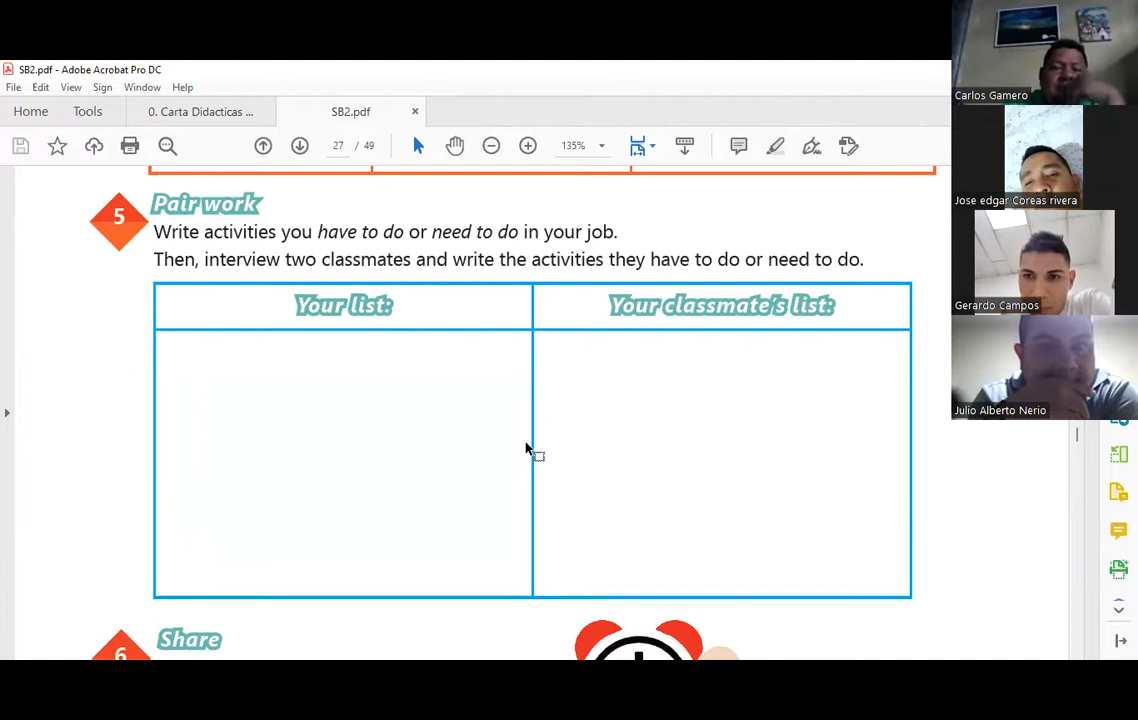 SB2.pdf - Adobe Acrobat Pro DC
File Edit View Sign Window Help
Home Tools 0. Carta Didacticas ... SB2.pdf ×
27 / 49 135%
5 Pair work
Write activities you have to do or need to do in your job.
Then, interview two classmates and write the activities they have to do or need to do.
Your list: Your classmate's list:
6 Share
Carlos Gamero
Jose edgar Coreas rivera
Gerardo Campos
Julio Alberto Nerio